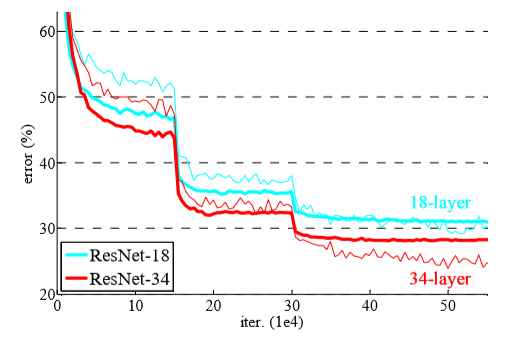 60
50
40
30
20
error (%)
18-layer
34-layer
ResNet-18
ResNet-34
0
10
20
30
40
50
iter. (1e4)